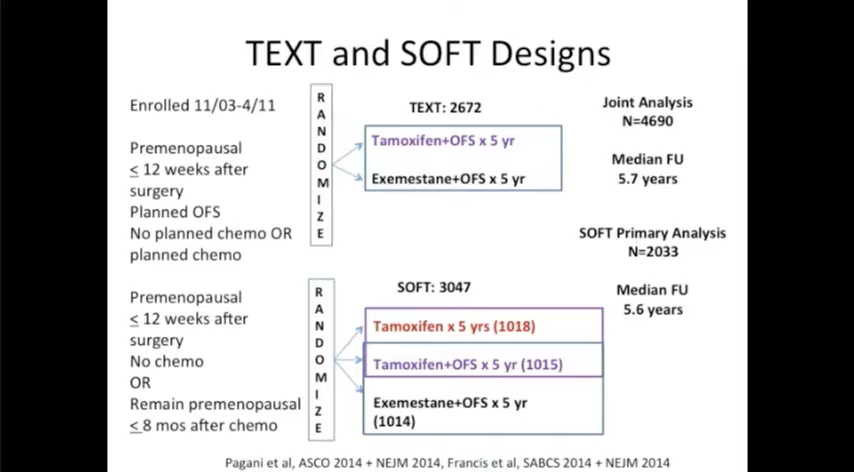 TEXT and SOFT Designs
Enrolled 11/03-4/11
Premenopausal
< 12 weeks after
surgery
Planned OFS
No planned chemo OR
planned chemo
RANDOMIZE
TEXT: 2672
Tamoxifen+OFS x 5 yr
Exemestane+OFS x 5 yr
Joint Analysis
N=4690
Median FU
5.7 years
SOFT Primary Analysis
N=2033
Median FU
5.6 years
Premenopausal
< 12 weeks after
surgery
No chemo
OR
Remain premenopausal
< 8 mos after chemo
RANDOMIZE
SOFT: 3047
Tamoxifen x 5 yrs (1018)
Tamoxifen+OFS x 5 yr (1015)
Exemestane+OFS x 5 yr
(1014)
Pagani et al, ASCO 2014 + NEJM 2014, Francis et al, SABCS 2014 + NEJM 2014